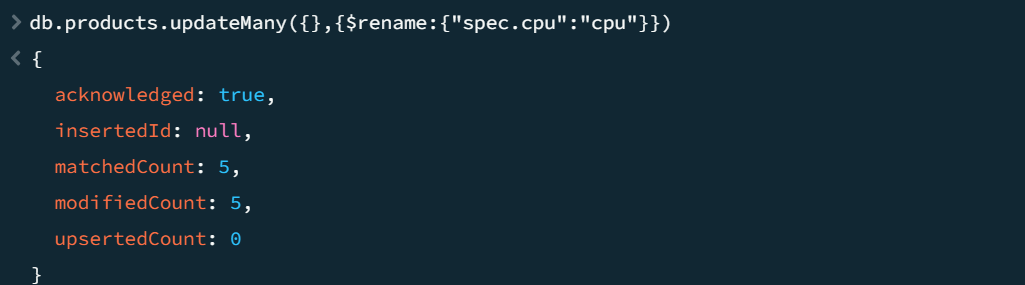 > db.products.updateMany({},{$rename:{"spec.cpu":"cpu"}})
< {
acknowledged: true,
insertedId: null,
matchedCount: 5,
modifiedCount: 5,
upsertedCount: 0
}